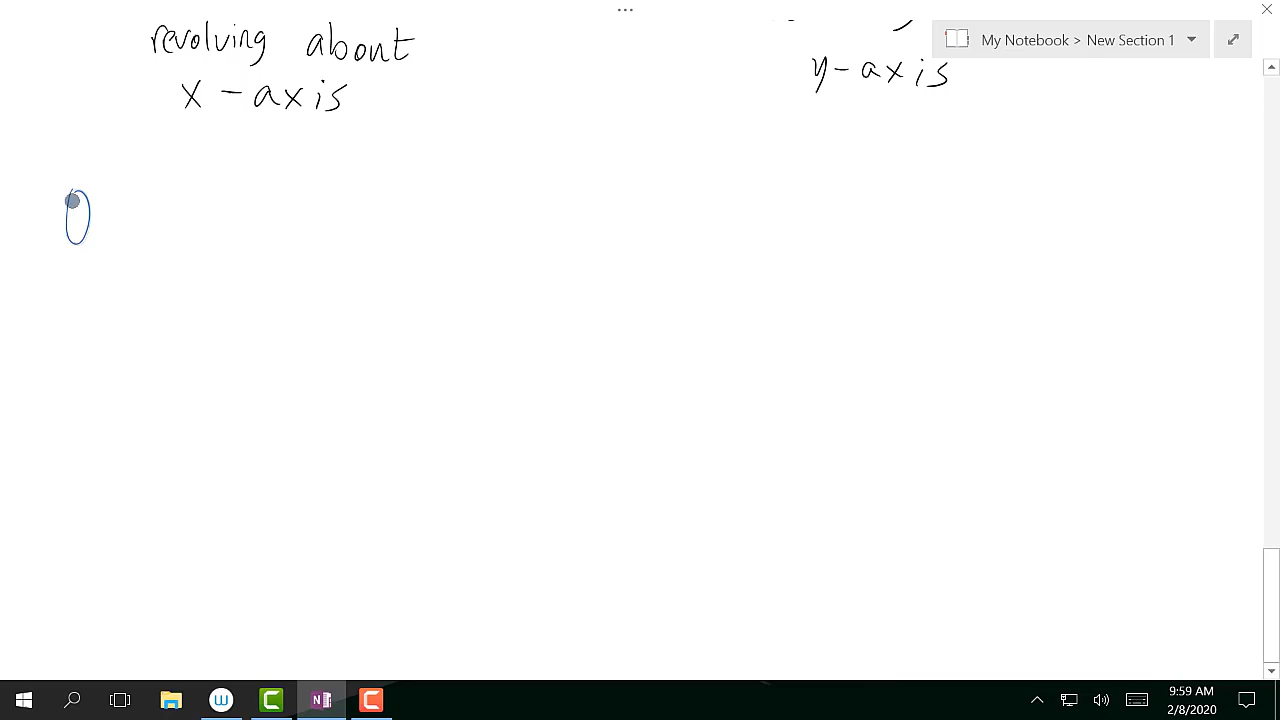 revolving about
x - axis
y - axis
My Notebook > New Section 1
9:59 AM
2/8/2020